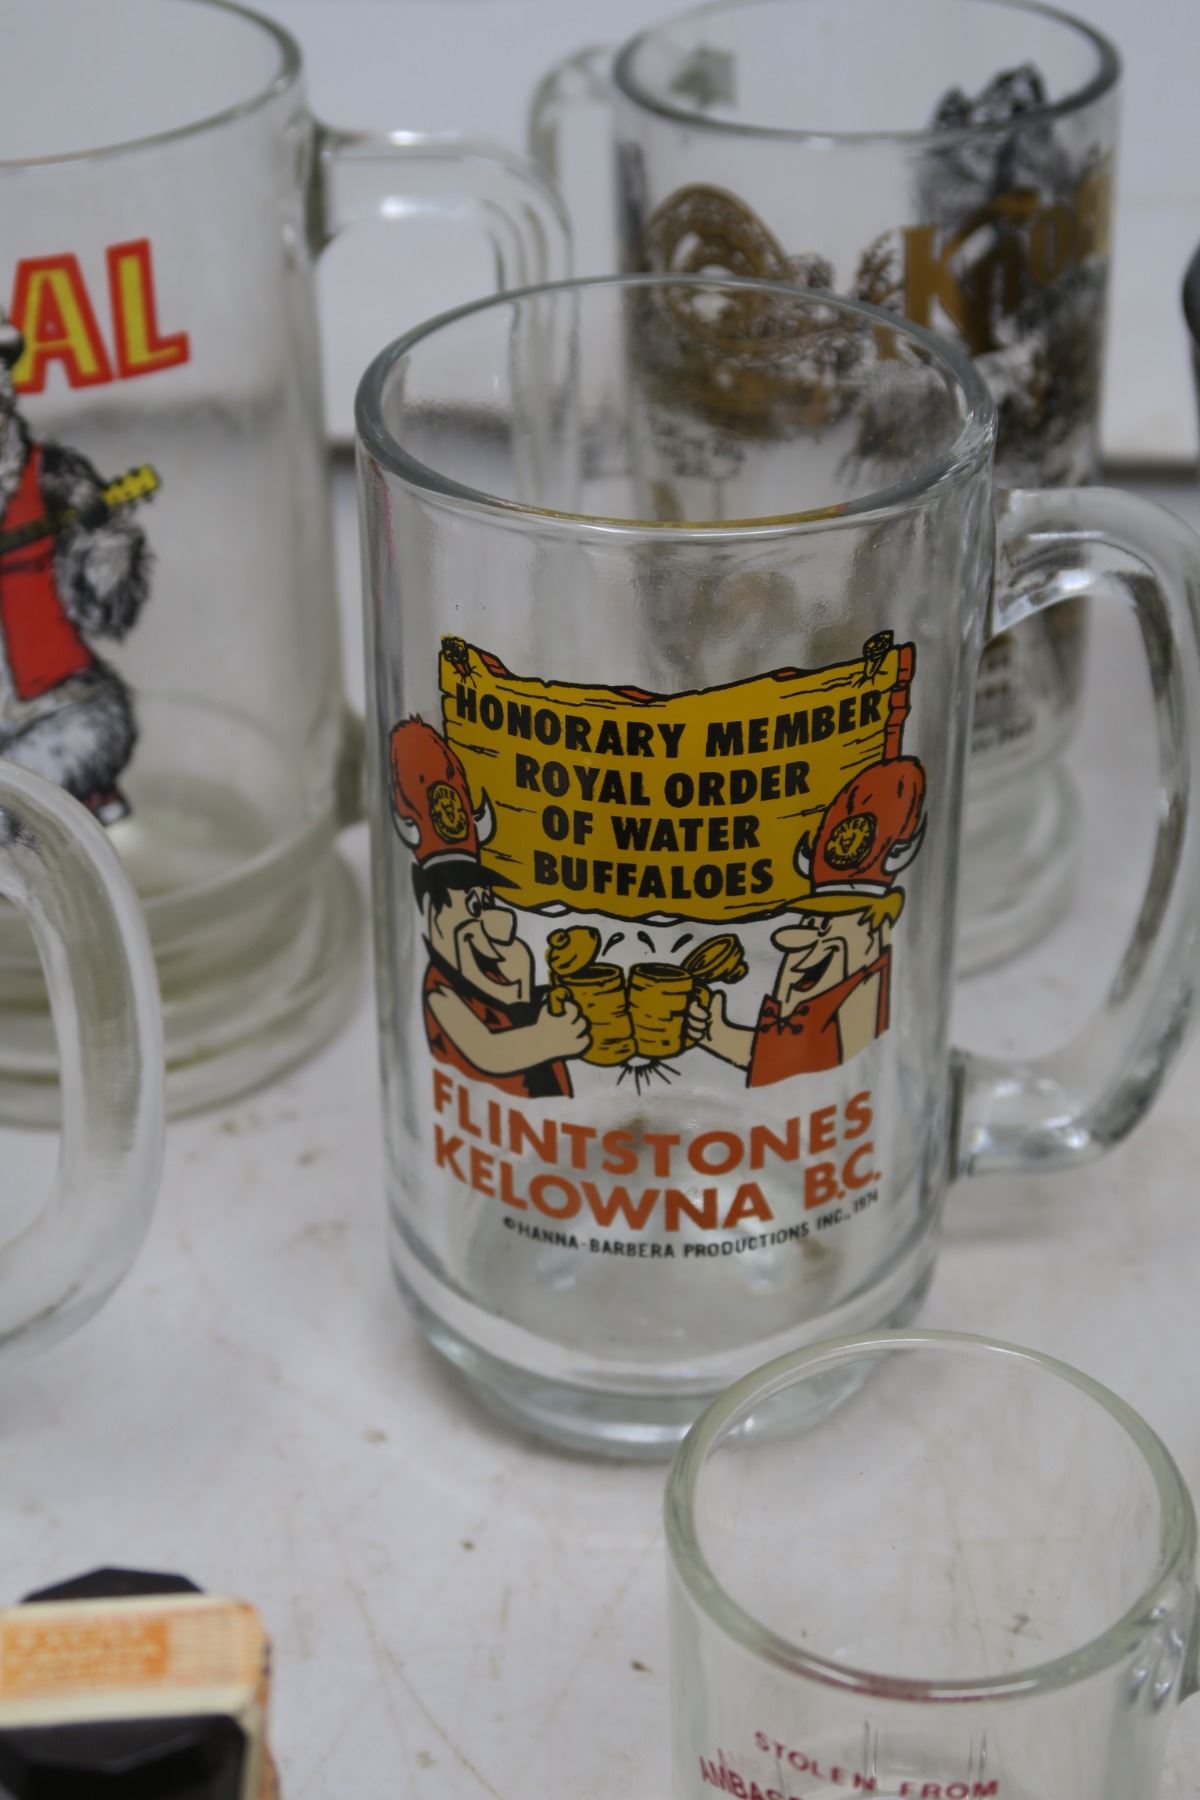 AL
HONORARY MEMBER
ROYAL ORDER
OF WATER
BUFFALOES
FLINTSTONES
KELOWNA B.C.
©HANNA-BARBERA PRODUCTIONS INC., 1974
STOLEN FROM